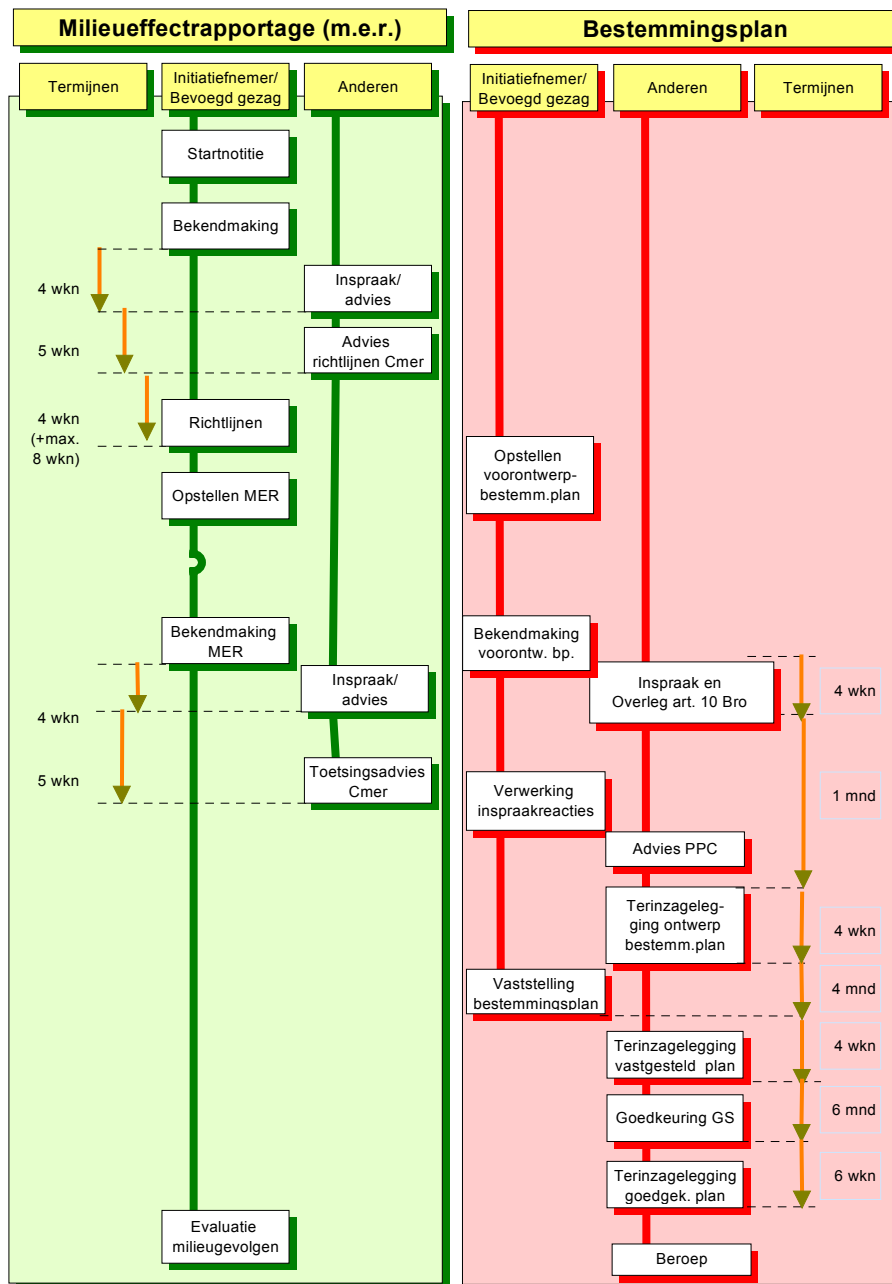 Milieueffectrapportage (m.e.r.)
Termijnen
Initiatiefnemer/
Bevoegd gezag
Anderen
Startnotitie
Bekendmaking
4 wkn
Inspraak/
advies
5 wkn
Advies
richtlijnen Cmer
4 wkn
(+max.
8 wkn)
Richtlijnen
Opstellen MER
Bekendmaking
MER
4 wkn
Inspraak/
advies
5 wkn
Toetsingsadvies
Cmer
Evaluatie
milieugevolgen
Bestemmingsplan
Initiatiefnemer/
Bevoegd gezag
Anderen
Termijnen
Opstellen
voorontwerp-
bestemm.plan
Bekendmaking
voorontw. bp.
Inspraak en
Overleg art. 10 Bro
4 wkn
Verwerking
inspraakreacties
1 mnd
Advies PPC
Terinzageleg-
ging ontwerp
bestemm.plan
4 wkn
Vaststelling
bestemmingsplan
4 mnd
Terinzagelegging
vastgesteld plan
4 wkn
Goedkeuring GS
6 mnd
Terinzagelegging
goedgek. plan
6 wkn
Beroep